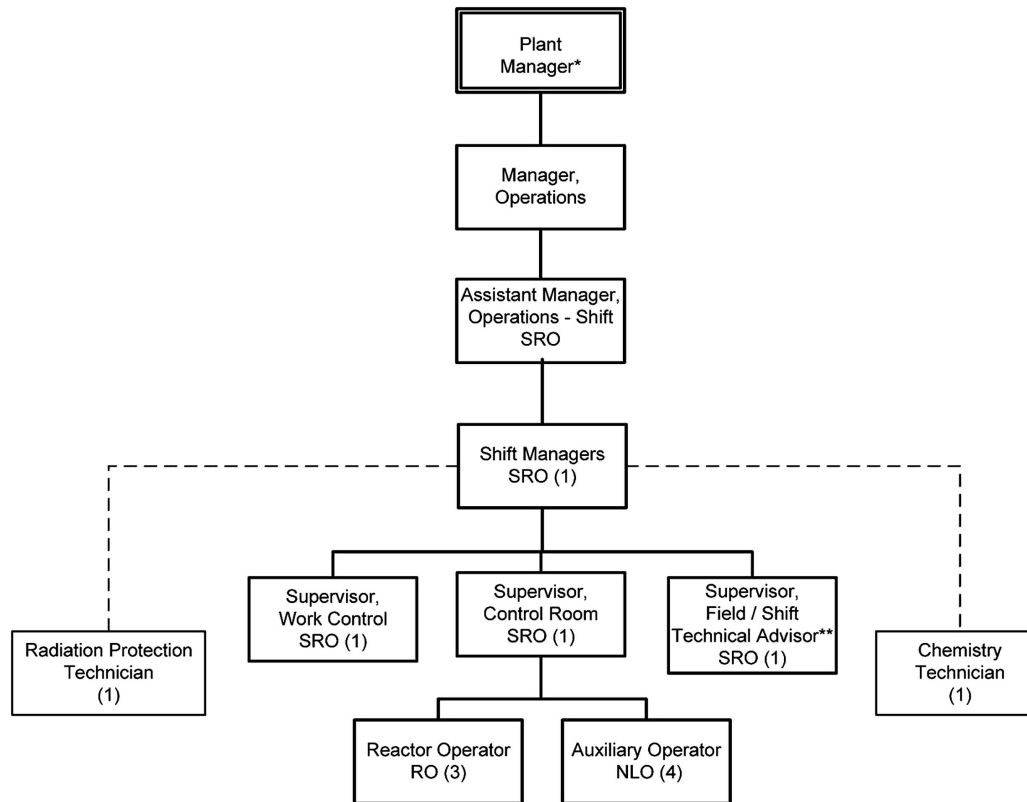 Plant
Manager*
Manager,
Operations
Assistant Manager,
Operations - Shift
SRO
Shift Managers
SRO (1)
Supervisor,
Work Control
SRO (1)
Supervisor,
Control Room
SRO (1)
Supervisor,
Field / Shift
Technical Advisor**
SRO (1)
Radiation Protection
Technician
(1)
Chemistry
Technician
(1)
Reactor Operator
RO (3)
Auxiliary Operator
NLO (4)